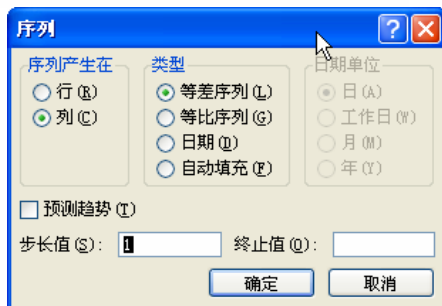 序列
序列产生在 类型 日期单位
行(R) 等差序列(L) 日(A)
列(C) 等比序列(G) 工作日(W)
日期(D) 月(M)
自动填充(F) 年(Y)
预测趋势(T)
步长值(S): 1 终止值(O):
确定 取消